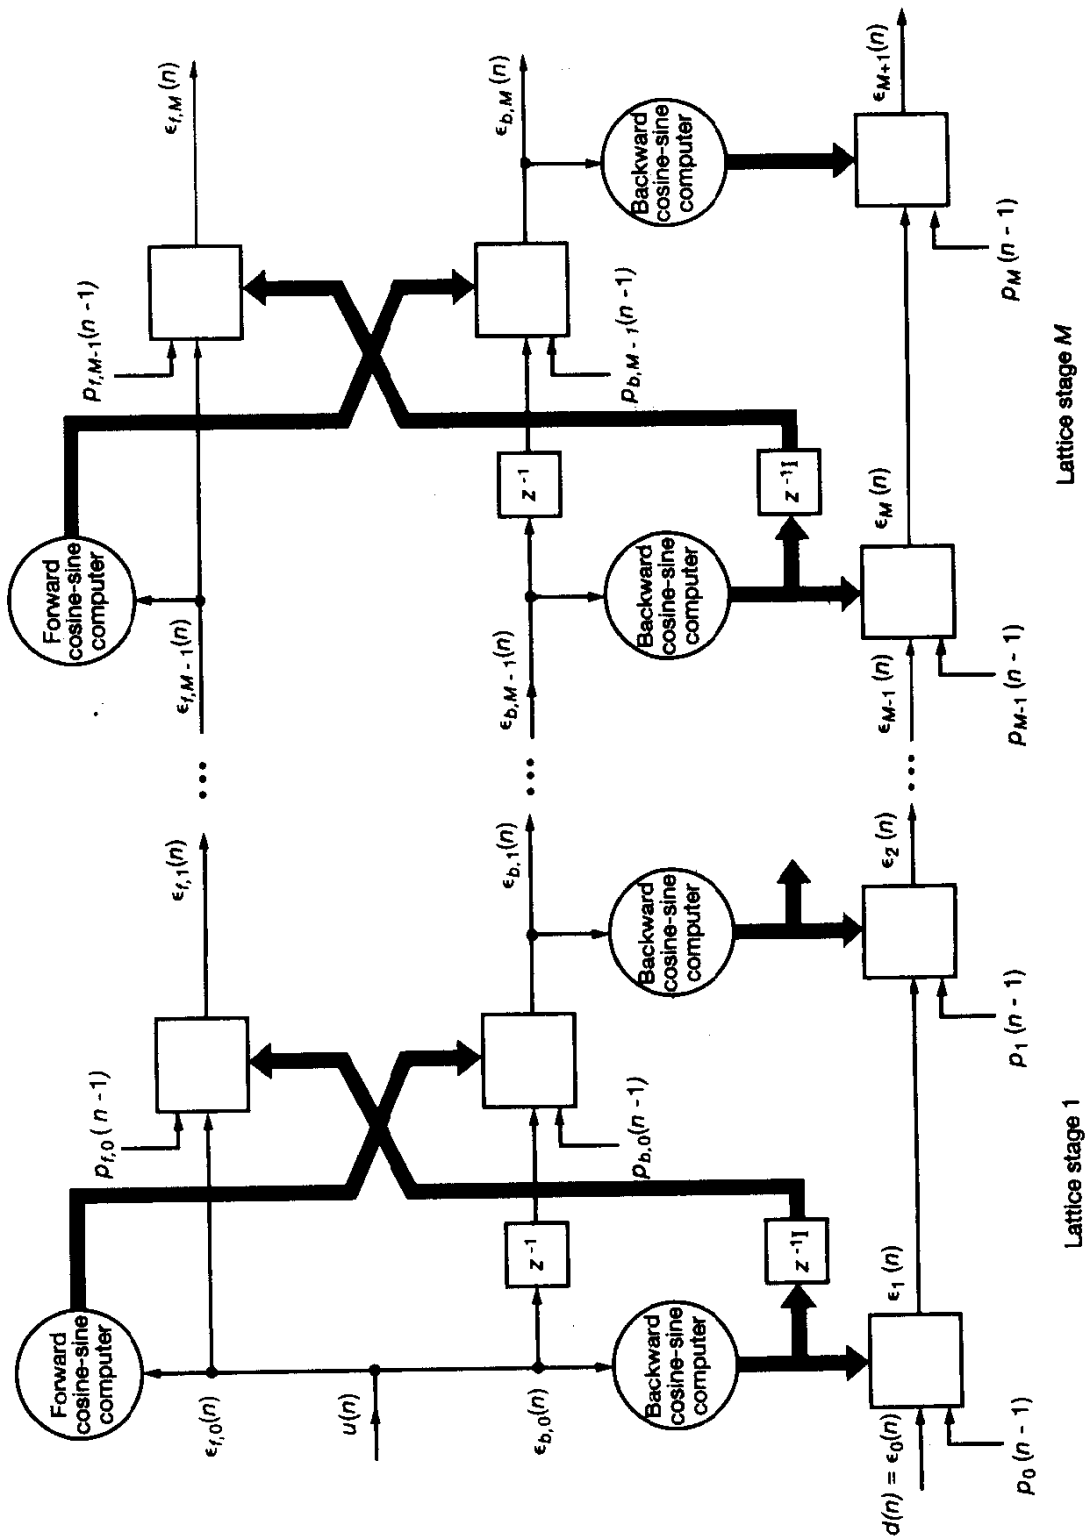 Forward
cosine-sine
computer
Forward
cosine-sine
computer
p_{f,0}(n - 1)
ϵ_{f,1}(n)
p_{f,M-1}(n - 1)
ϵ_{f,M}(n)
ϵ_{f,0}(n)
ϵ_{f,M-1}(n)
u(n)
ϵ_{b,0}(n)
z^{-1}
p_{b,0}(n - 1)
ϵ_{b,1}(n)
ϵ_{b,M-1}(n)
z^{-1}
p_{b,M-1}(n - 1)
ϵ_{b,M}(n)
Backward
cosine-sine
computer
Backward
cosine-sine
computer
Backward
cosine-sine
computer
Backward
cosine-sine
computer
z^{-1}I
z^{-1}I
d(n) = ϵ_0(n)
ϵ_1(n)
ϵ_2(n)
ϵ_{M-1}(n)
ϵ_M(n)
ϵ_{M+1}(n)
p_0(n - 1)
p_1(n - 1)
p_{M-1}(n - 1)
p_M(n - 1)
Lattice stage 1
Lattice stage M